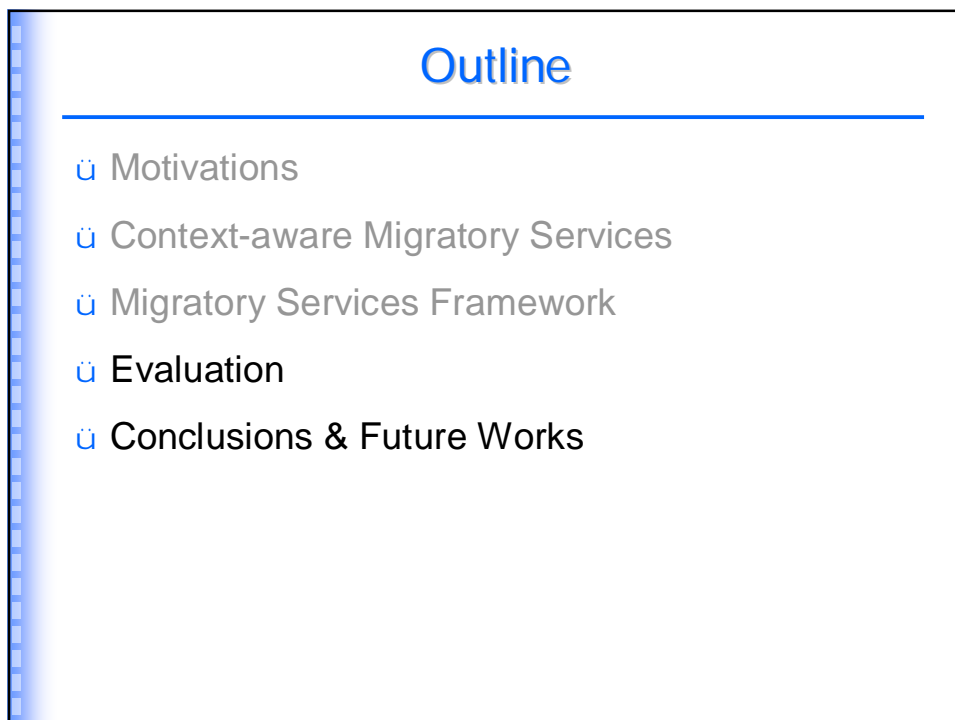 Outline
ü Motivations
ü Context-aware Migratory Services
ü Migratory Services Framework
ü Evaluation
ü Conclusions & Future Works